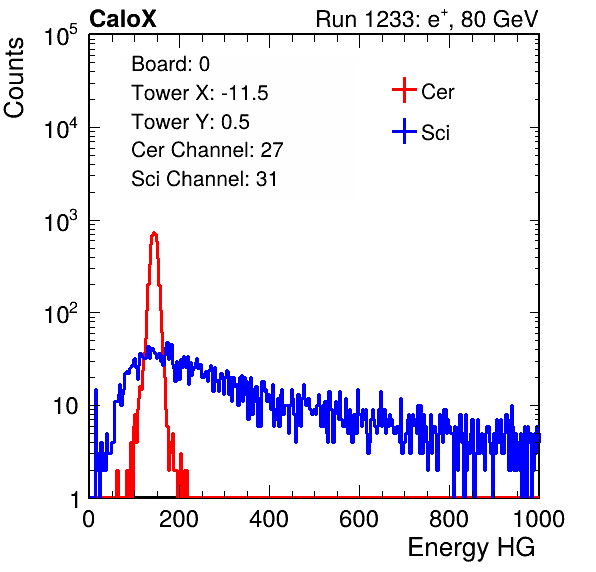 CaloX Run 1233: e⁺, 80 GeV
Board: 0
Tower X: -11.5
Tower Y: 0.5
Cer Channel: 27
Sci Channel: 31
Cer
Sci
Counts
10⁵
10⁴
10³
10²
10
1
0 200 400 600 800 1000
Energy HG